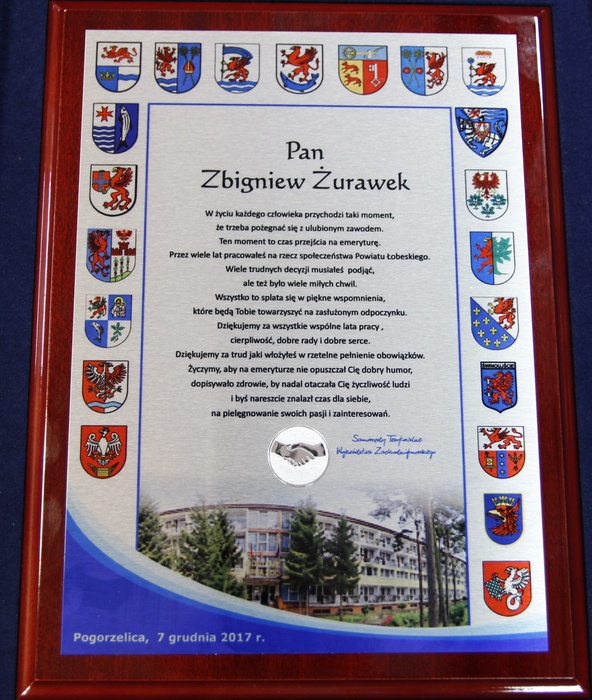 Pan
Zbigniew Żurawek
W życiu każdego człowieka przychodzi taki moment,
że trzeba pożegnać się z ulubionym zawodem.
Ten moment to czas przejścia na emeryturę.
Przez wiele lat pracowałeś na rzecz społeczeństwa Powiatu Łobeskiego.
Wiele trudnych decyzji musiałeś podjąć,
ale też było wiele miłych chwil.
Wszystko to splata się w piękne wspomnienia,
które będą Tobie towarzyszyć na zasłużonym odpoczynku.
Dziękujemy za wszystkie wspólne lata pracy ,
cierpliwość, dobre rady i dobre serce.
Dziękujemy za trud jaki włożyłeś w rzetelne pełnienie obowiązków.
Życzymy, aby na emeryturze nie opuszczał Cię dobry humor,
dopisywało zdrowie, by nadal otaczała Cię życzliwość ludzi
i byś nareszcie znalazł czas dla siebie,
na pielęgnowanie swoich pasji i zainteresowań.
Samorządy Terytorialne
Województwa Zachodniopomorskiego
ŚWINOUJŚCIE
Pogorzelica, 7 grudnia 2017 r.